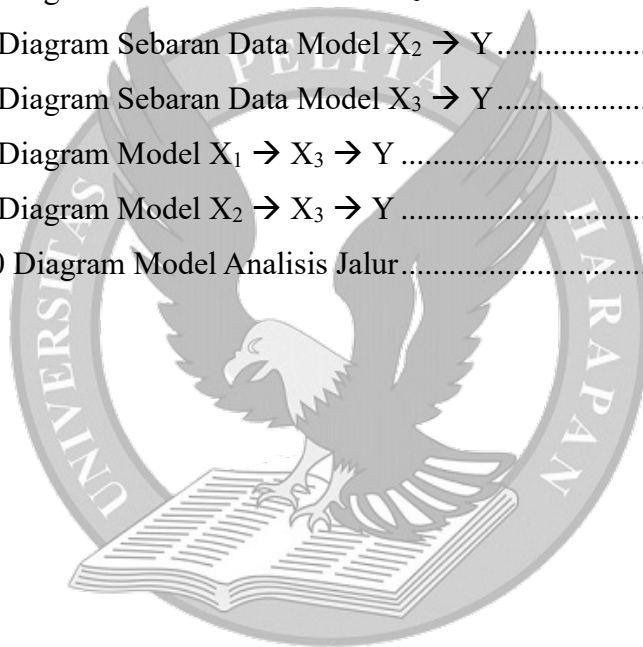 Diagram Sebaran Data Model X₂ → Y
Diagram Sebaran Data Model X₃ → Y
Diagram Model X₁ → X₃ → Y
Diagram Model X₂ → X₃ → Y
0 Diagram Model Analisis Jalur
UNIVERSITAS PELITA HARAPAN